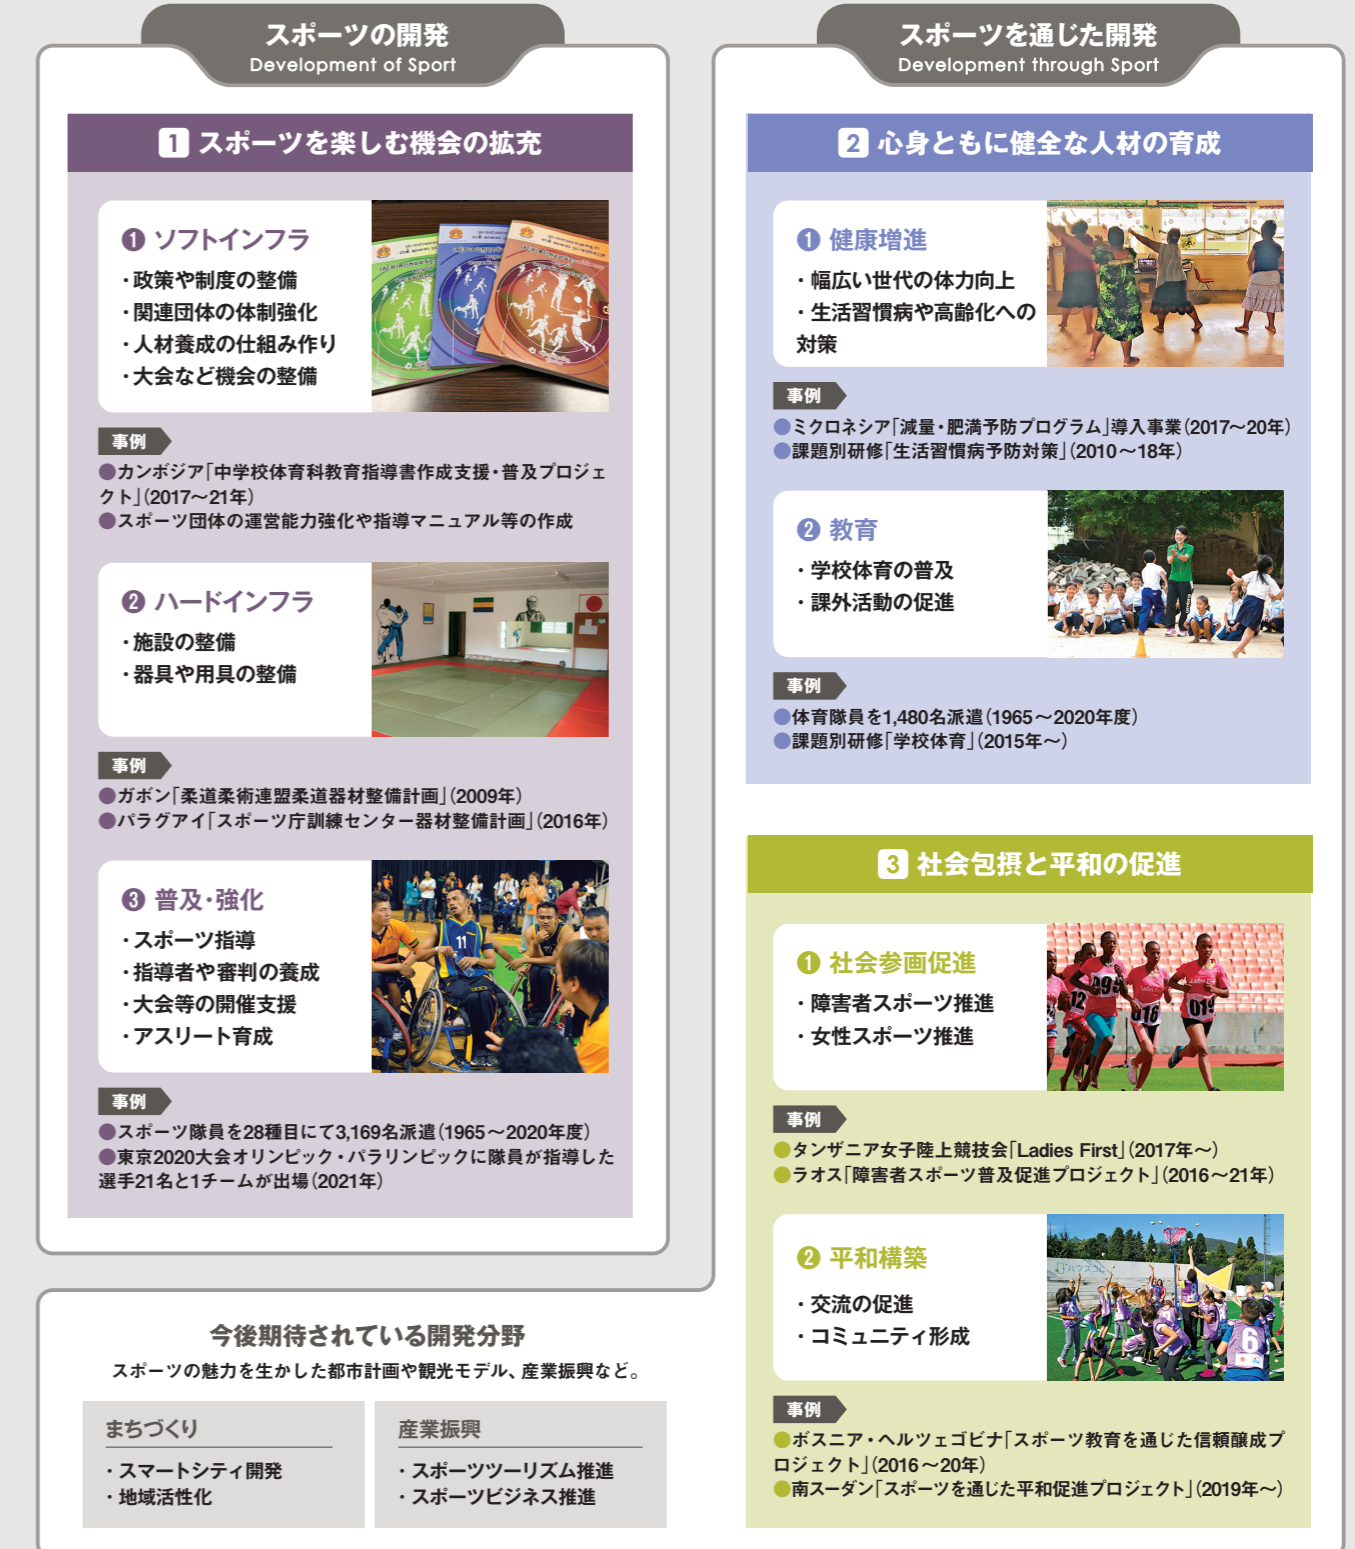 スポーツの開発
Development of Sport
1 スポーツを楽しむ機会の拡充
❶ ソフトインフラ
・政策や制度の整備
・関連団体の体制強化
・人材養成の仕組み作り
・大会など機会の整備
事例
●カンボジア「中学校体育科教育指導書作成支援・普及プロジェ
クト」(2017〜21年)
●スポーツ団体の運営能力強化や指導マニュアル等の作成
❷ ハードインフラ
・施設の整備
・器具や用具の整備
事例
●ガボン「柔道柔術連盟柔道器材整備計画」(2009年)
●パラグアイ「スポーツ庁訓練センター器材整備計画」(2016年)
❸ 普及・強化
・スポーツ指導
・指導者や審判の養成
・大会等の開催支援
・アスリート育成
11
事例
●スポーツ隊員を28種目にて3,169名派遣(1965〜2020年度)
●東京2020大会オリンピック・パラリンピックに隊員が指導した
選手21名と1チームが出場(2021年)
スポーツを通じた開発
Development through Sport
2 心身ともに健全な人材の育成
❶ 健康増進
・幅広い世代の体力向上
・生活習慣病や高齢化への
対策
事例
●ミクロネシア「減量・肥満予防プログラム」導入事業(2017〜20年)
●課題別研修「生活習慣病予防対策」(2010〜18年)
❷ 教育
・学校体育の普及
・課外活動の促進
事例
●体育隊員を1,480名派遣(1965〜2020年度)
●課題別研修「学校体育」(2015年〜)
3 社会包摂と平和の促進
❶ 社会参画促進
・障害者スポーツ推進
・女性スポーツ推進
12
016
019
事例
●タンザニア女子陸上競技会「Ladies First」(2017年〜)
●ラオス「障害者スポーツ普及促進プロジェクト」(2016〜21年)
❷ 平和構築
・交流の促進
・コミュニティ形成
6
事例
●ボスニア・ヘルツェゴビナ「スポーツ教育を通じた信頼醸成プ
ロジェクト」(2016〜20年)
●南スーダン「スポーツを通じた平和促進プロジェクト」(2019年〜)
今後期待されている開発分野
スポーツの魅力を生かした都市計画や観光モデル、産業振興など。
まちづくり
・スマートシティ開発
・地域活性化
産業振興
・スポーツツーリズム推進
・スポーツビジネス推進